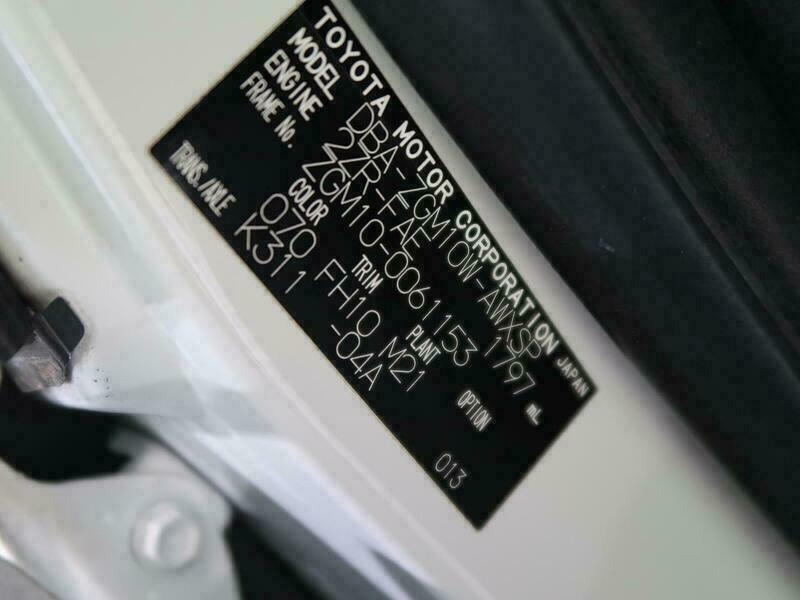 TOYOTA MOTOR CORPORATION JAPAN
MODEL DBA-ZGM10W-AWXSP
ENGINE 2ZR-FAE 1797 mL
FRAME No. ZGM10-0061153
COLOR TRIM PLANT OPTION
070 FH10 M21
TRANS./AXLE K311 -04A
013